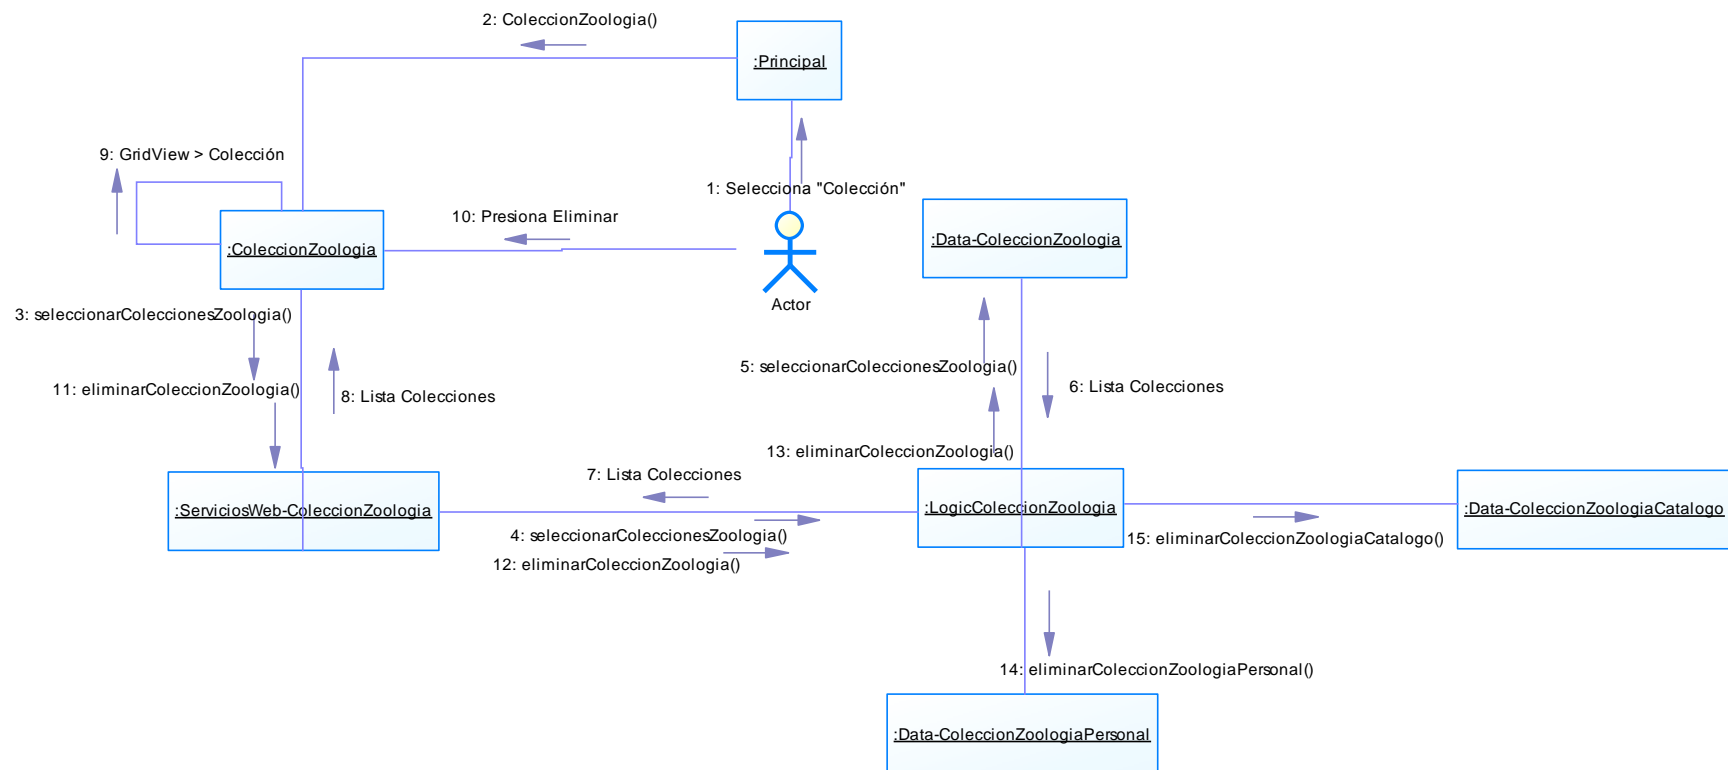 2: ColeccionZoologia()
:Principal
9: GridView > Colección
1: Selecciona "Colección"
10: Presiona Eliminar
:ColeccionZoologia
:Data-ColeccionZoologia
Actor
3: seleccionarColeccionesZoologia()
5: seleccionarColeccionesZoologia()
11: eliminarColeccionZoologia()
8: Lista Colecciones
6: Lista Colecciones
13: eliminarColeccionZoologia()
7: Lista Colecciones
:ServiciosWeb-ColeccionZoologia
:LogicColeccionZoologia
:Data-ColeccionZoologiaCatalogo
4: seleccionarColeccionesZoologia()
15: eliminarColeccionZoologiaCatalogo()
12: eliminarColeccionZoologia()
14: eliminarColeccionZoologiaPersonal()
:Data-ColeccionZoologiaPersonal